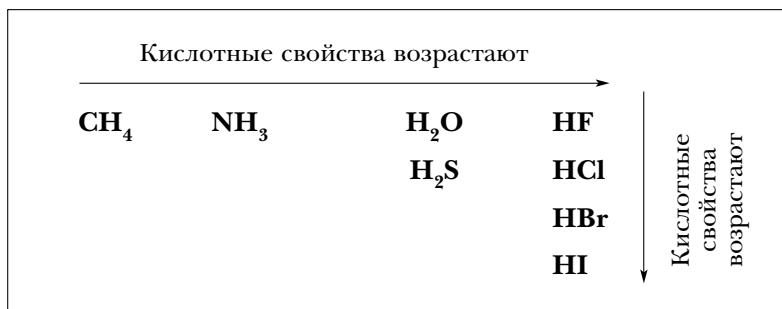 Кислотные свойства возрастают
CH₄ NH₃ H₂O HF
H₂S HCl
HBr
HI
Кислотные
свойства
возрастают